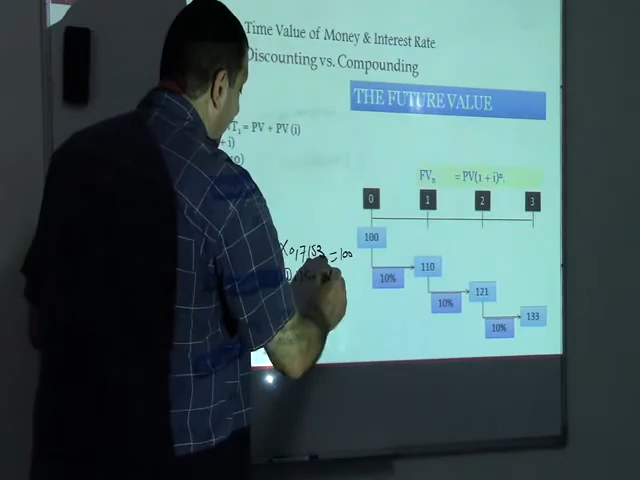 Time Value of Money & Interest Rate
Discounting vs. Compounding
THE FUTURE VALUE
= PV + PV (i)
+ i)
FVₙ = PV(1 + i)ⁿ.
0 1 2 3
= 100
100
110
10%
121
10%
133
10%